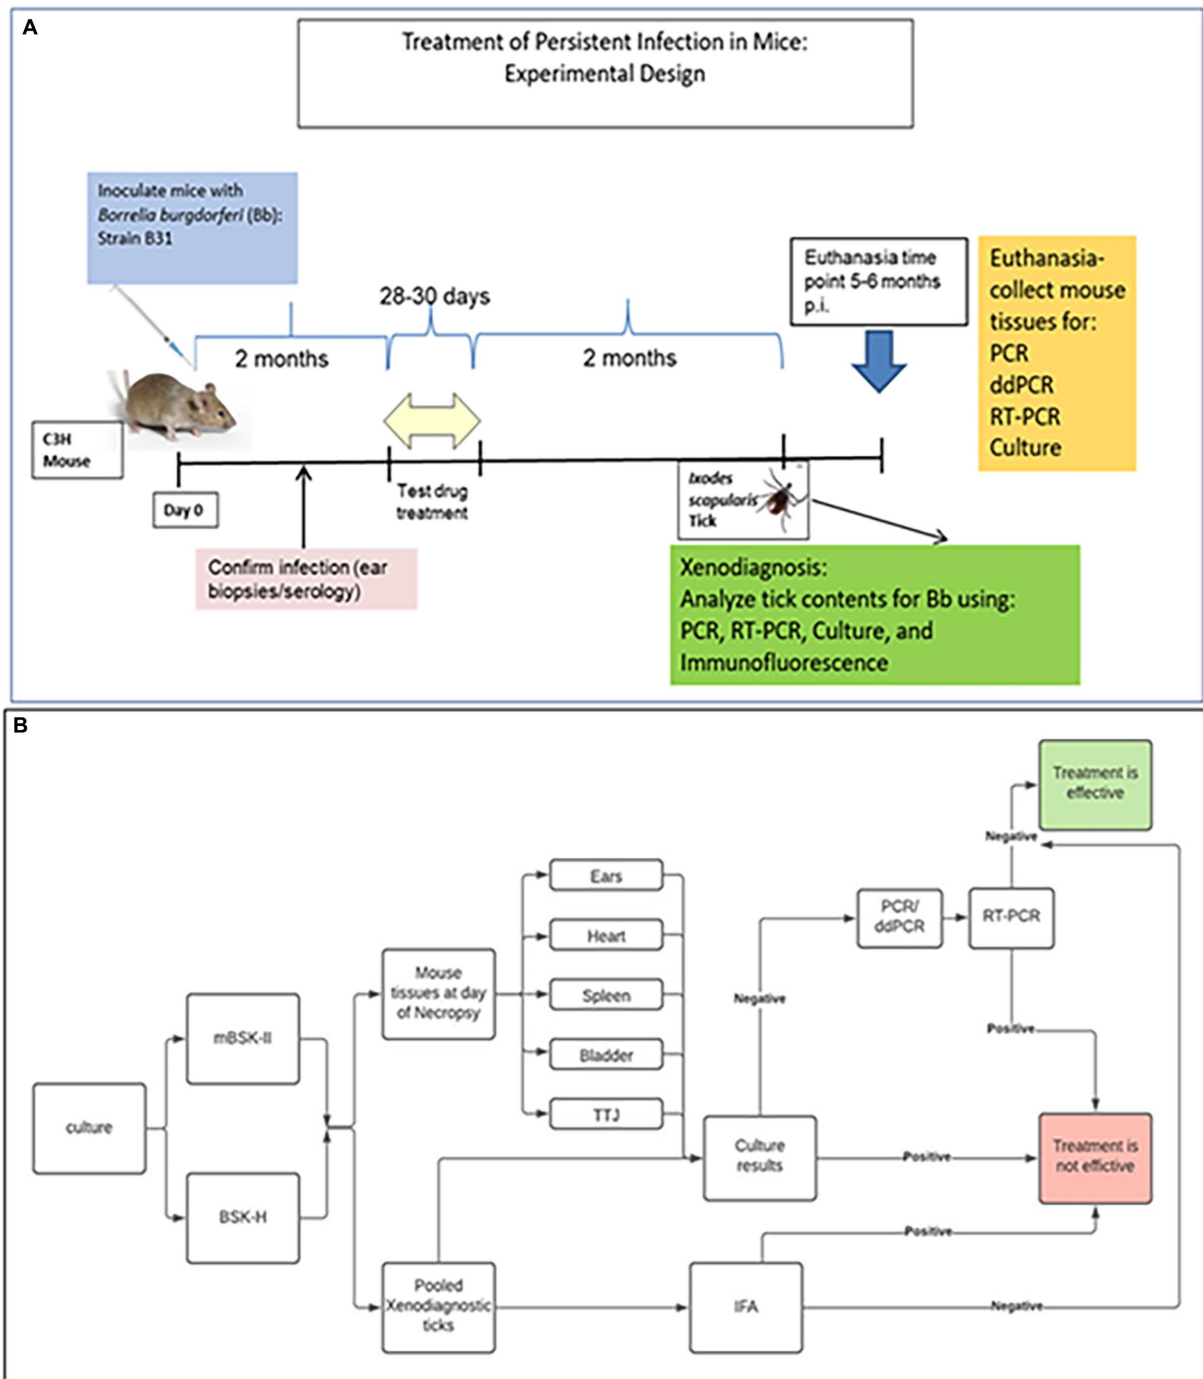 A
Treatment of Persistent Infection in Mice:
Experimental Design
Inoculate mice with
Borrelia burgdorferi (Bb):
Strain B31
28-30 days
2 months
2 months
Euthanasia time
point 5-6 months
p.i.
Euthanasia-
collect mouse
tissues for:
PCR
ddPCR
RT-PCR
Culture
C3H
Mouse
Day 0
Test drug
treatment
Ixodes
scapularis
Tick
Confirm infection (ear
biopsies/serology)
Xenodiagnosis:
Analyze tick contents for Bb using:
PCR, RT-PCR, Culture, and
Immunofluorescence
B
culture
mBSK-II
BSK-H
Mouse
tissues at day
of Necropsy
Pooled
Xenodiagnostic
ticks
Ears
Heart
Spleen
Bladder
TTJ
Culture
results
IFA
Negative
PCR/
ddPCR
RT-PCR
Negative
Treatment is
effective
Positive
Positive
Treatment is
not effictive
Positive
Negative